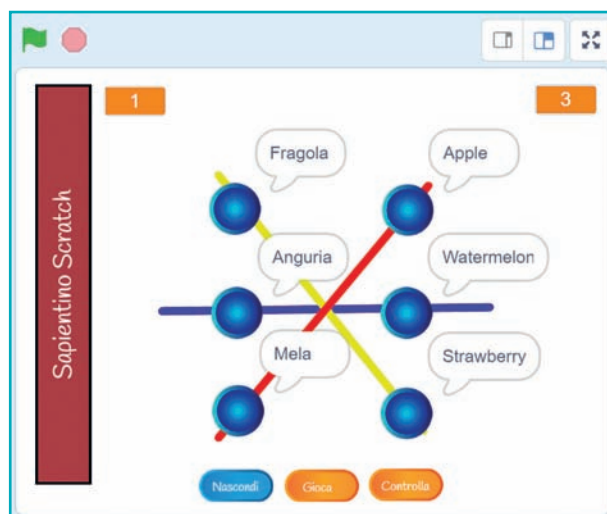 Sapientino Scratch
1
3
Fragola
Apple
Anguria
Watermelon
Mela
Strawberry
Nascondi
Gioca
Controlla